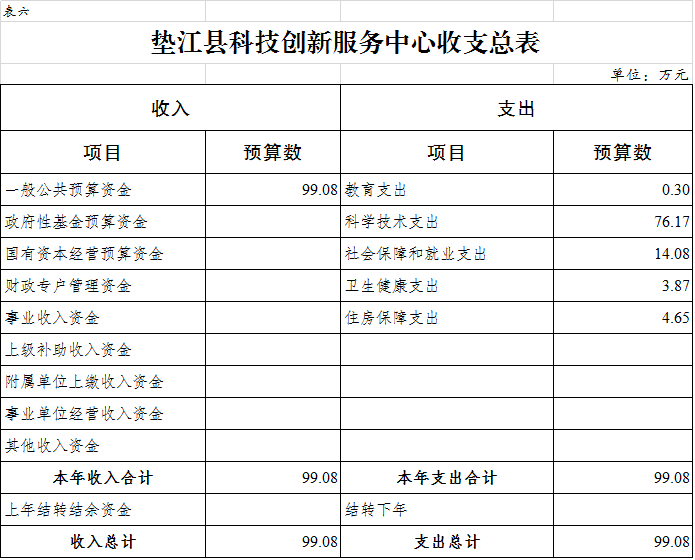 表六
垫江县科技创新服务中心收支总表
单位：万元
收入 支出
项目 预算数 项目 预算数
一般公共预算资金 99.08 教育支出 0.30
政府性基金预算资金 科学技术支出 76.17
国有资本经营预算资金 社会保障和就业支出 14.08
财政专户管理资金 卫生健康支出 3.87
事业收入资金 住房保障支出 4.65
上级补助收入资金
附属单位上缴收入资金
事业单位经营收入资金
其他收入资金
本年收入合计 99.08 本年支出合计 99.08
上年结转结余资金 结转下年
收入总计 99.08 支出总计 99.08